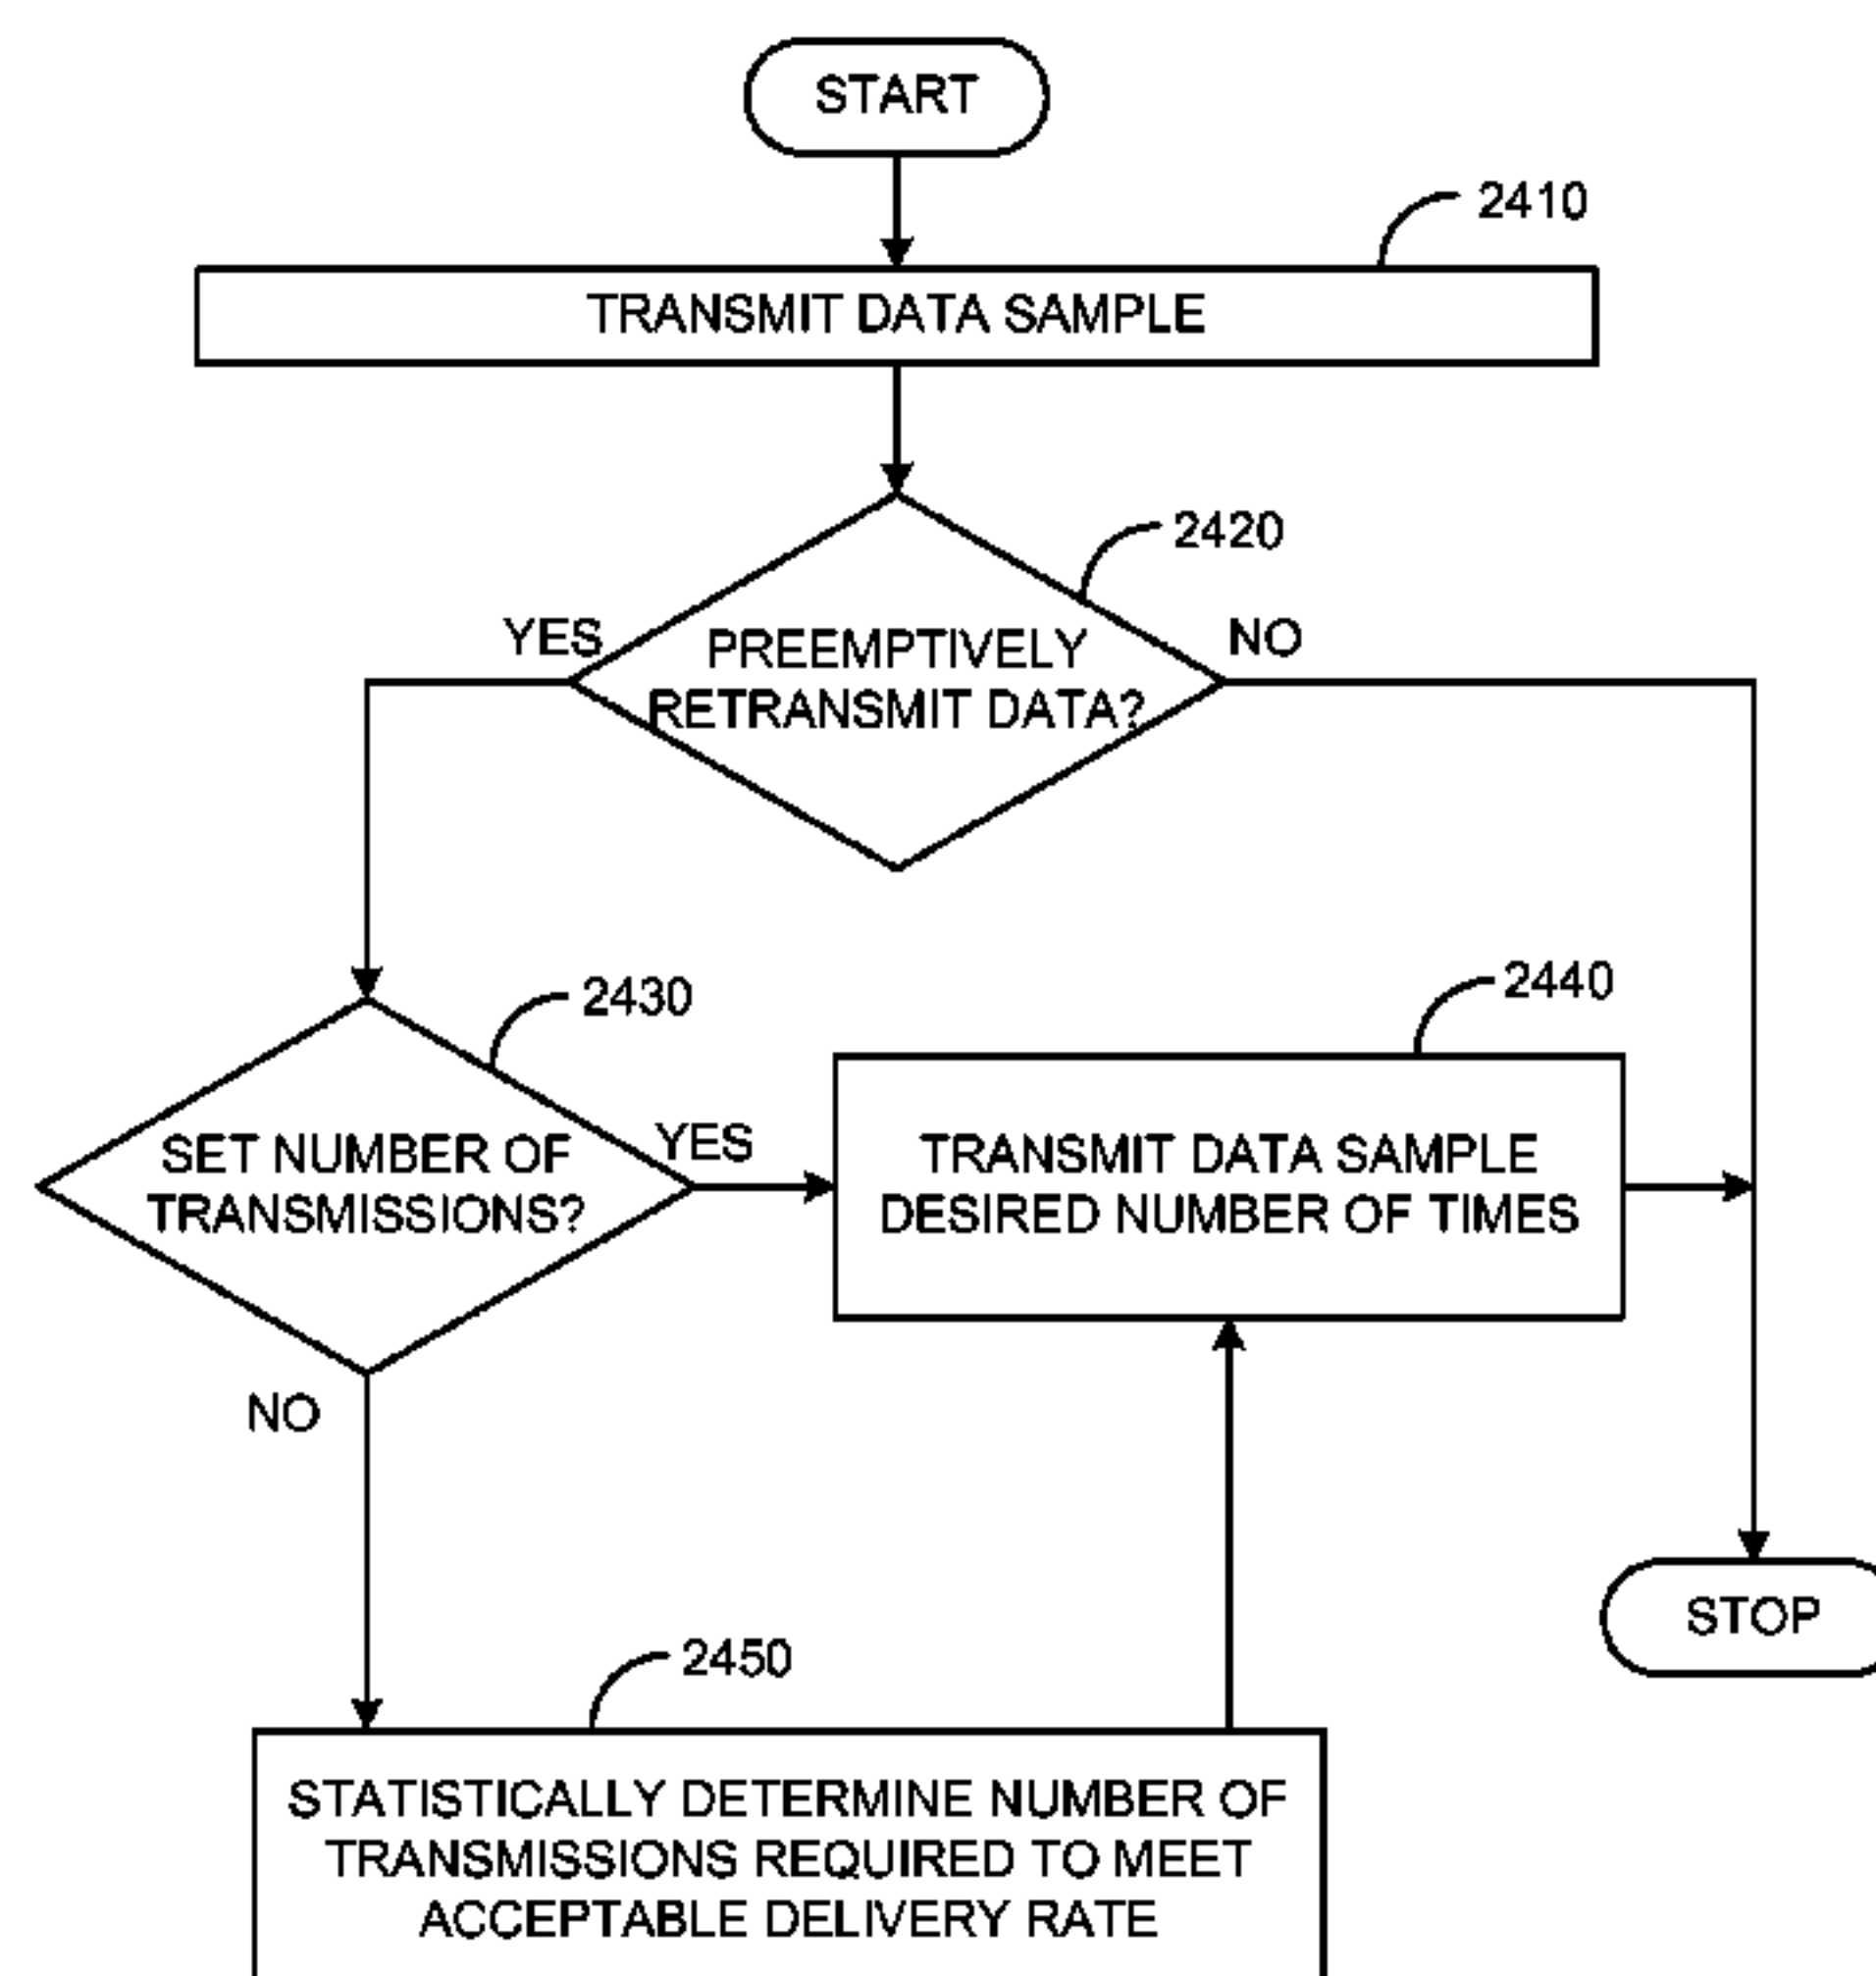 START
2410
TRANSMIT DATA SAMPLE
2420
YES
NO
PREEMPTIVELY
RETRANSMIT DATA?
2430
2440
SET NUMBER OF
TRANSMISSIONS?
YES
TRANSMIT DATA SAMPLE
DESIRED NUMBER OF TIMES
NO
STOP
2450
STATISTICALLY DETERMINE NUMBER OF
TRANSMISSIONS REQUIRED TO MEET
ACCEPTABLE DELIVERY RATE